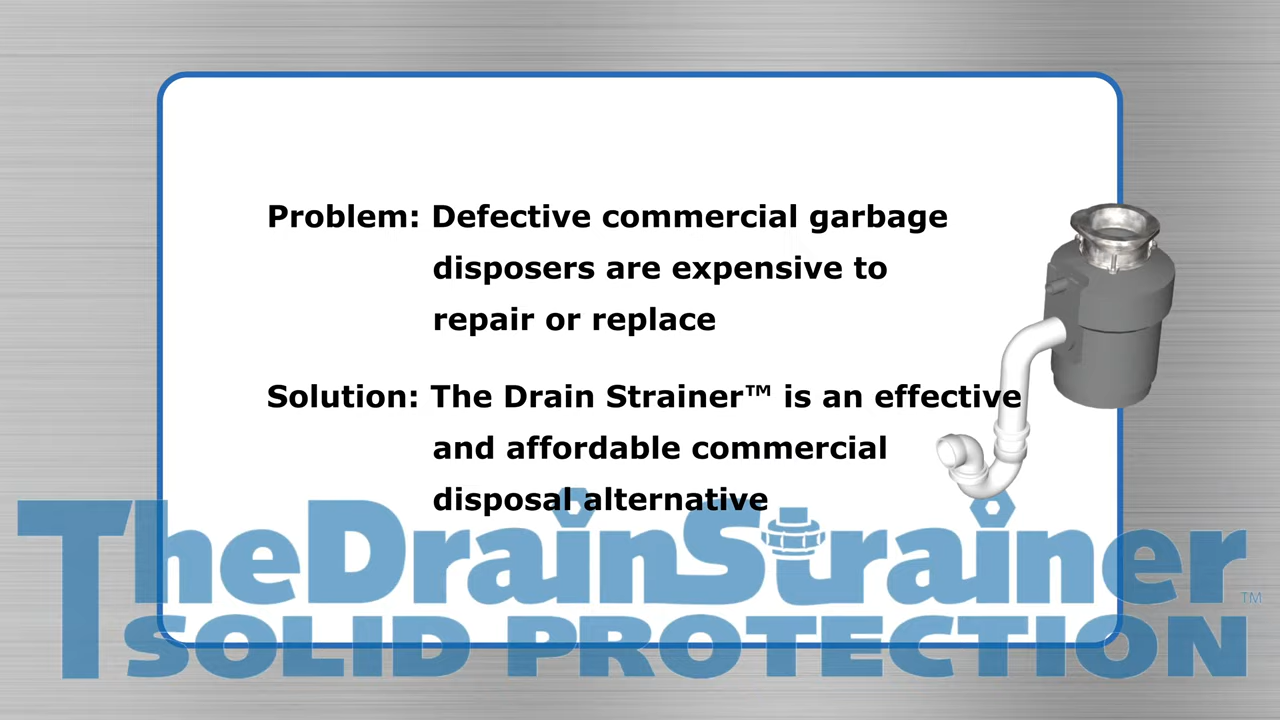 Problem: Defective commercial garbage
disposers are expensive to
repair or replace
Solution: The Drain Strainer™ is an effective
and affordable commercial
disposal alternative
TheDrainStrainer™
SOLID PROTECTION